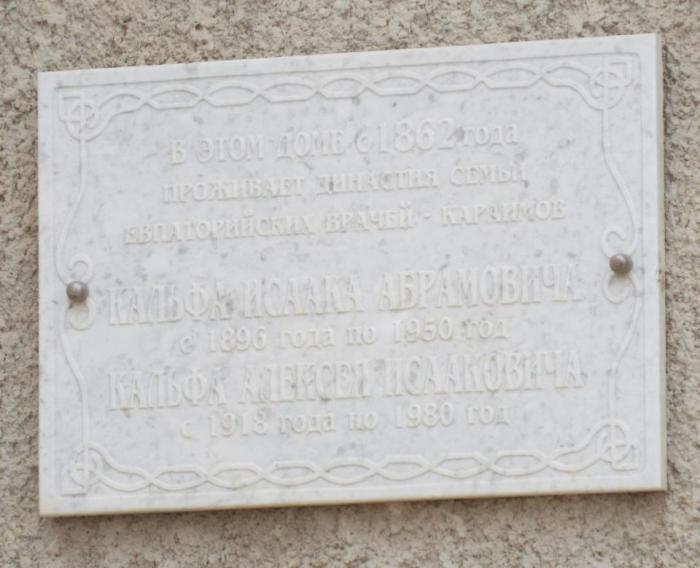 В ЭТОМ ДОМЕ с 1862 года
ПРОЖИВАЕТ ДИНАСТИЯ СЕМЬИ
ЕВПАТОРИЙСКИХ ВРАЧЕЙ - КАРАИМОВ
КАЛЬФА ИСААКА АБРАМОВИЧА
с 1896 года по 1950 год
КАЛЬФА АЛЕКСЕЯ ИСААКОВИЧА
с 1918 года по 1980 год